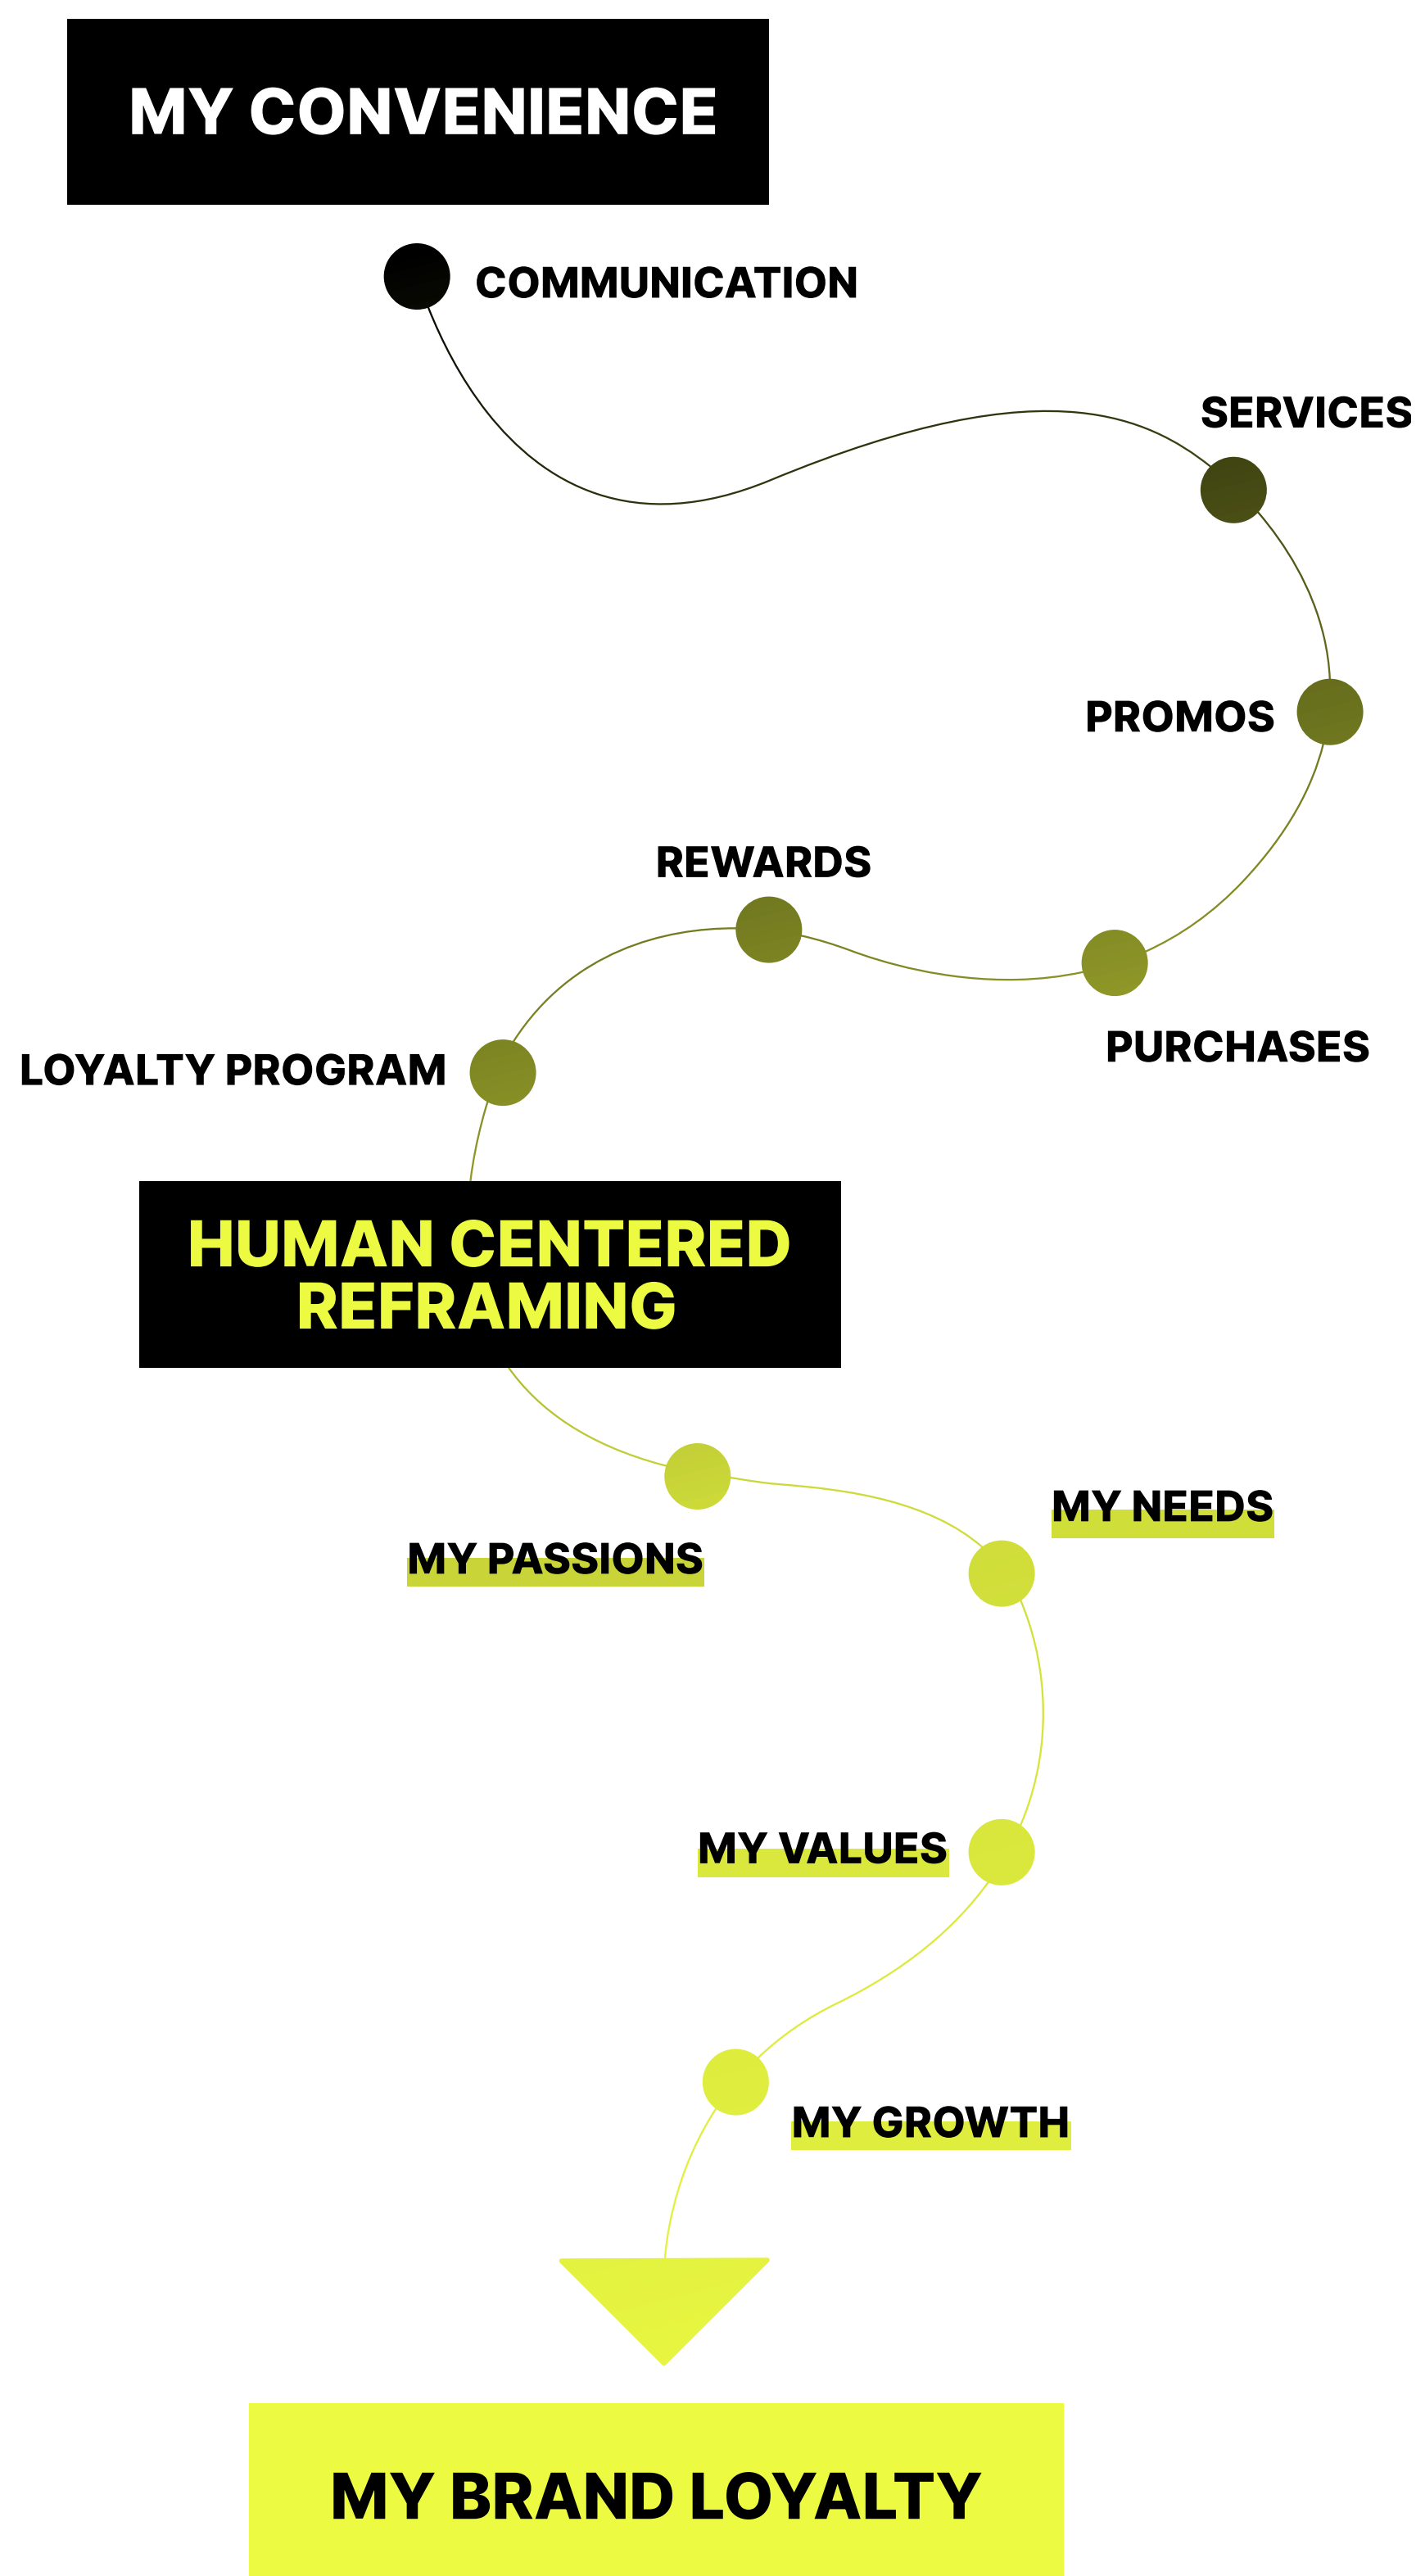 MY CONVENIENCE
COMMUNICATION
SERVICES
PROMOS
REWARDS
PURCHASES
LOYALTY PROGRAM
HUMAN CENTERED
REFRAMING
MY NEEDS
MY PASSIONS
MY VALUES
MY GROWTH
MY BRAND LOYALTY